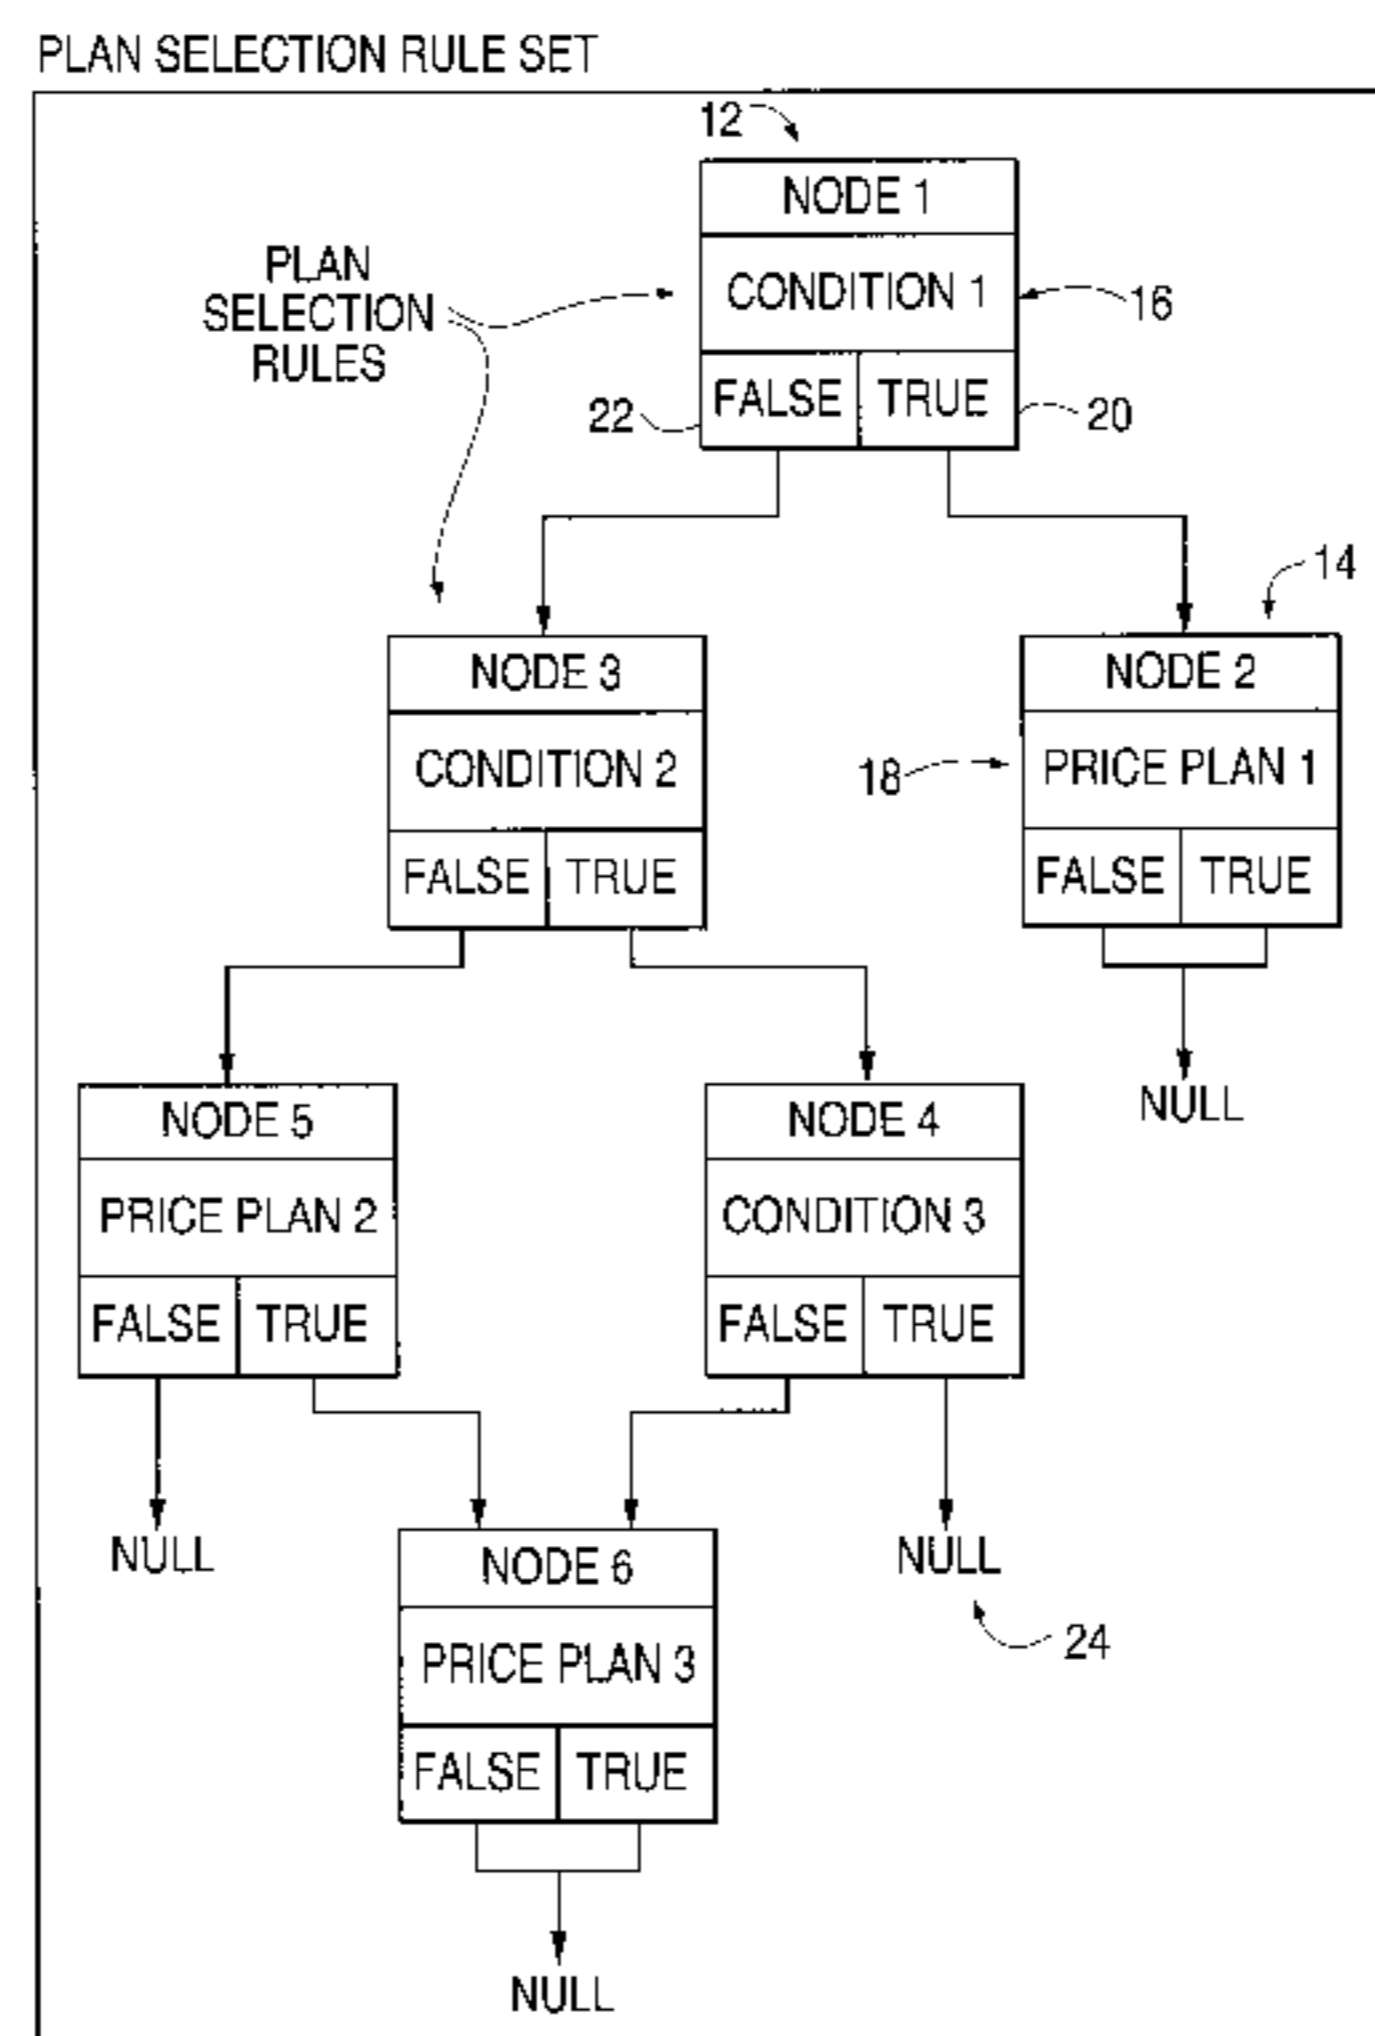 PLAN SELECTION RULE SET
12
NODE 1
PLAN
SELECTION
RULES
CONDITION 1
16
FALSE TRUE
22
20
14
NODE 3
NODE 2
CONDITION 2
18
PRICE PLAN 1
FALSE TRUE
FALSE TRUE
NODE 5
NODE 4
NULL
PRICE PLAN 2
CONDITION 3
FALSE TRUE
FALSE TRUE
NULL
NODE 6
NULL
24
PRICE PLAN 3
FALSE TRUE
NULL